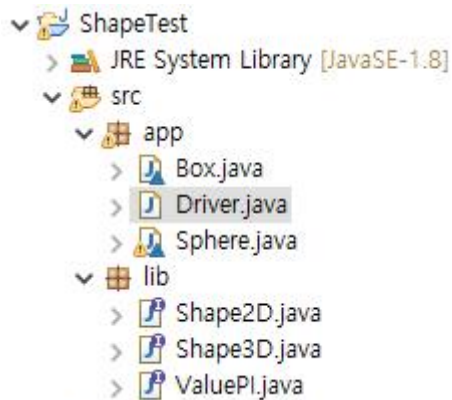 ShapeTest
JRE System Library [JavaSE-1.8]
src
app
Box.java
Driver.java
Sphere.java
lib
Shape2D.java
Shape3D.java
ValuePI.java